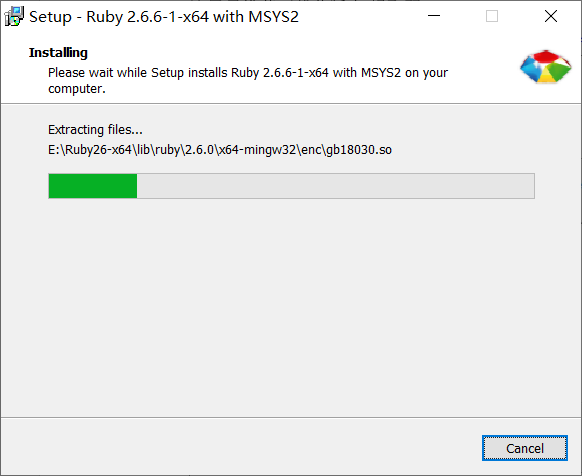 Setup - Ruby 2.6.6-1-x64 with MSYS2
Installing
Please wait while Setup installs Ruby 2.6.6-1-x64 with MSYS2 on your
computer.
Extracting files...
E:\Ruby26-x64\lib\ruby\2.6.0\x64-mingw32\enc\gb18030.so
Cancel